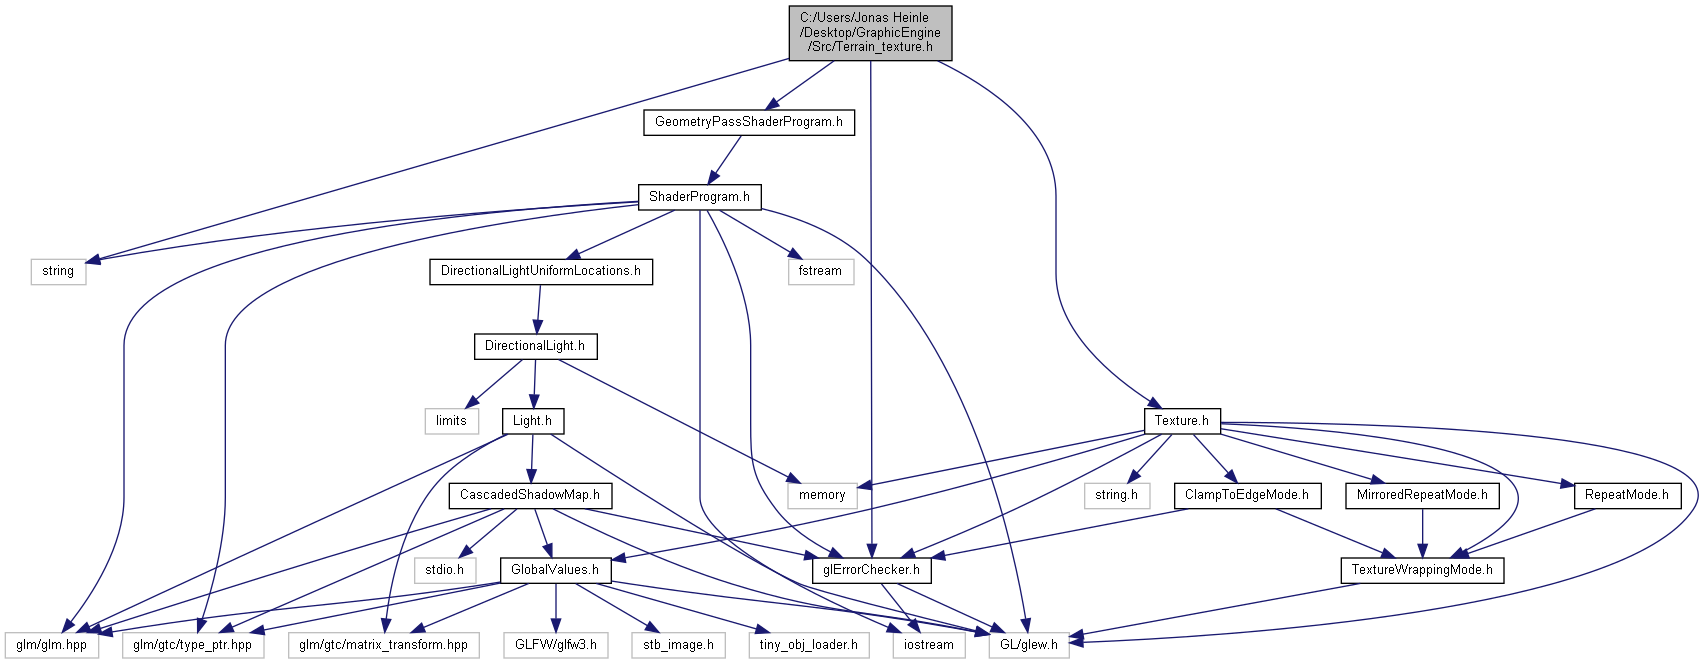 C:/Users/Jonas Heinle
/Desktop/GraphicEngine
/Src/Terrain_texture.h
GeometryPassShaderProgram.h
ShaderProgram.h
string
DirectionalLightUniformLocations.h
fstream
DirectionalLight.h
limits
Light.h
Texture.h
CascadedShadowMap.h
memory
string.h
ClampToEdgeMode.h
MirroredRepeatMode.h
RepeatMode.h
stdio.h
GlobalValues.h
glErrorChecker.h
TextureWrappingMode.h
glm/glm.hpp
glm/gtc/type_ptr.hpp
glm/gtc/matrix_transform.hpp
GLFW/glfw3.h
stb_image.h
tiny_obj_loader.h
iostream
GL/glew.h